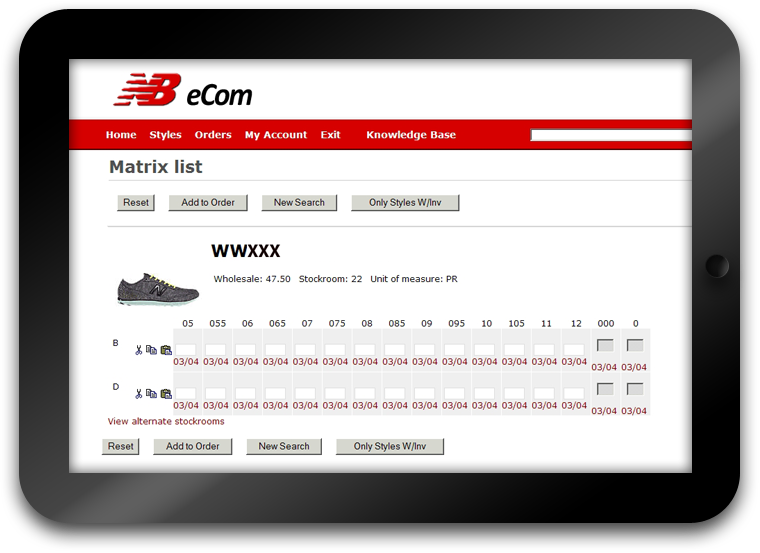 NB eCom
Home Styles Orders My Account Exit Knowledge Base
Matrix list
Reset Add to Order New Search Only Styles W/Inv
WWXXX
Wholesale: 47.50 Stockroom: 22 Unit of measure: PR
N
05 055 06 065 07 075 08 085 09 095 10 105 11 12 000 0
B
03/04 03/04 03/04 03/04 03/04 03/04 03/04 03/04 03/04 03/04 03/04 03/04 03/04 03/04 03/04 03/04
D
03/04 03/04 03/04 03/04 03/04 03/04 03/04 03/04 03/04 03/04 03/04 03/04 03/04 03/04 03/04 03/04
View alternate stockrooms
Reset Add to Order New Search Only Styles W/Inv